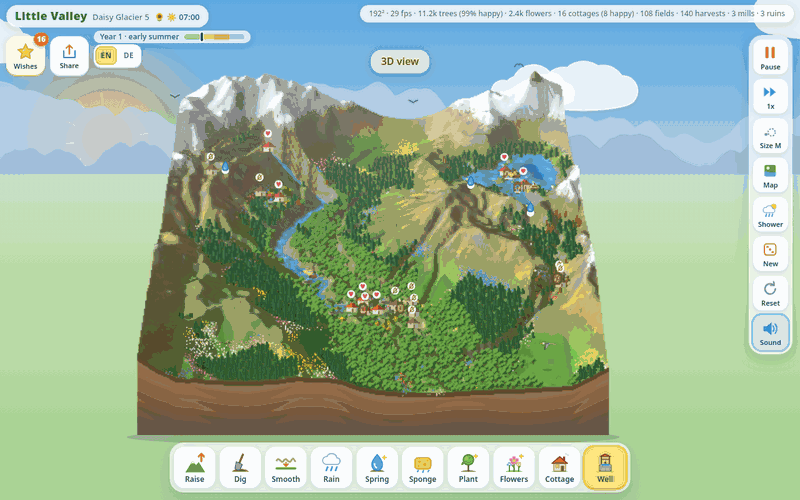 Little Valley Daisy Glacier 5 07:00
192² · 29 fps · 11.2k trees (99% happy) · 2.4k flowers · 16 cottages (8 happy) · 108 fields · 140 harvests · 3 mills · 3 ruins
Year 1 · early summer
16
Wishes
Share
EN DE
3D view
Pause
1x
Size M
Map
Shower
New
Reset
Sound
Raise
Dig
Smooth
Rain
Spring
Sponge
Plant
Flowers
Cottage
Well